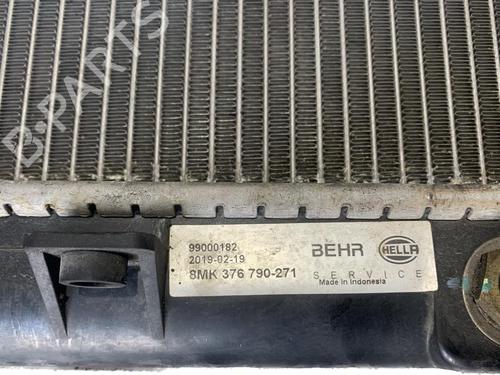 B-PARTS
99000182
2019-02-19
8MK 376 790-271
BEHR HELLA
SERVICE
Made in Indonesia